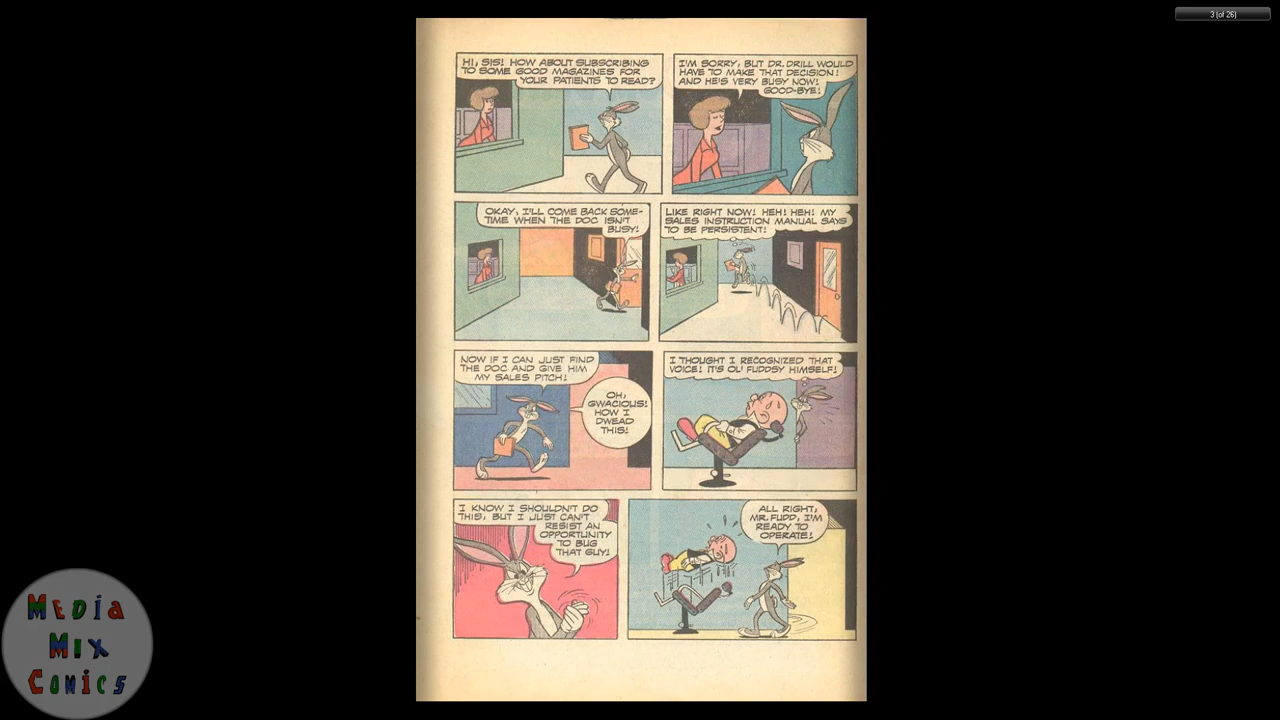 3 (of 26)
HI, SIS! HOW ABOUT SUBSCRIBING
TO SOME GOOD MAGAZINES FOR
YOUR PATIENTS TO READ?
I'M SORRY, BUT DR. DRILL WOULD
HAVE TO MAKE THAT DECISION!
AND HE'S VERY BUSY NOW!
GOOD-BYE!
OKAY, I'LL COME BACK SOME-
TIME WHEN THE DOC ISN'T
BUSY!
LIKE RIGHT NOW! HEH! HEH! MY
SALES INSTRUCTION MANUAL SAYS
TO BE PERSISTENT!
NOW IF I CAN JUST FIND
THE DOC AND GIVE HIM
MY SALES PITCH!
OH,
GWACIOUS!
HOW I
DWEAD
THIS!
I THOUGHT I RECOGNIZED THAT
VOICE! IT'S OL' FUDDSY HIMSELF!
I KNOW I SHOULDN'T DO
THIS, BUT I JUST CAN'T
RESIST AN
OPPORTUNITY
TO BUG
THAT GUY!
ALL RIGHT,
MR. FUDD, I'M
READY TO
OPERATE!
MEDiA
MIX
COMiCS